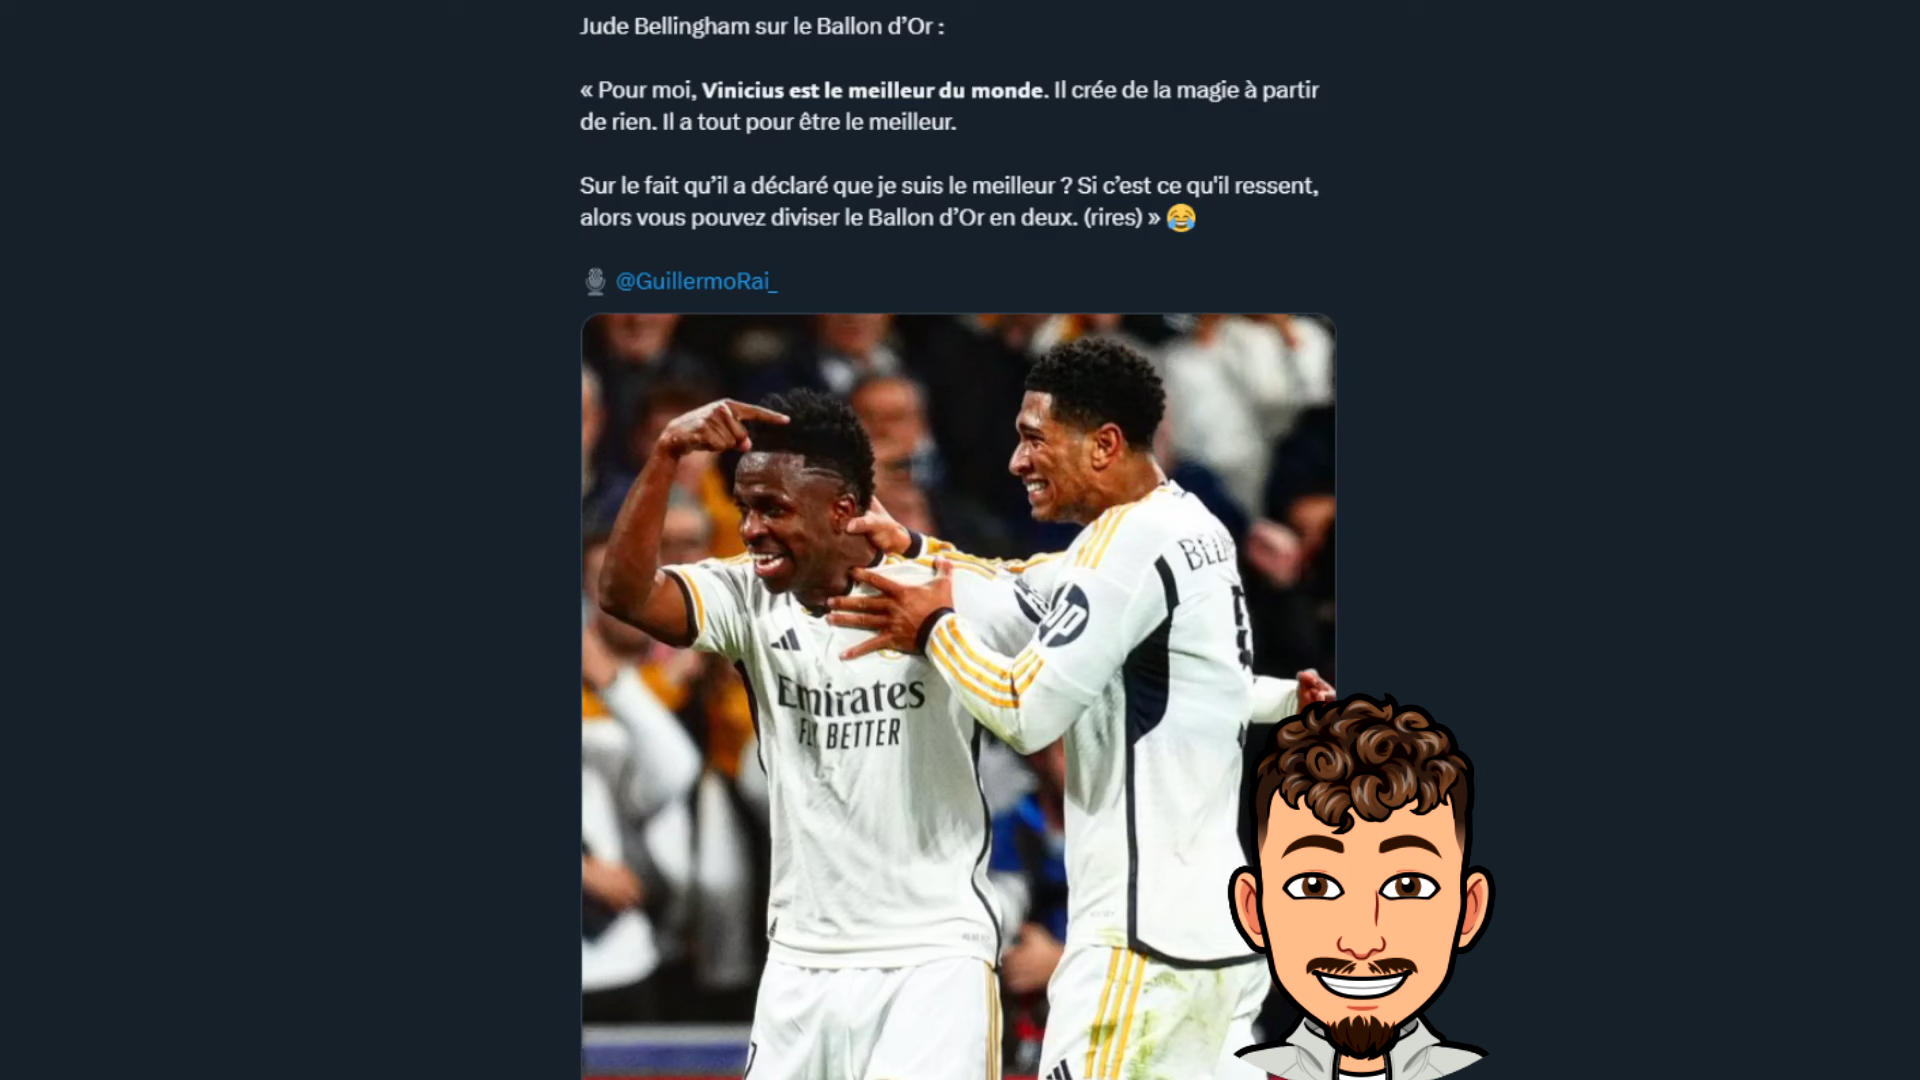 Jude Bellingham sur le Ballon d’Or :
« Pour moi, Vinicius est le meilleur du monde. Il crée de la magie à partir
de rien. Il a tout pour être le meilleur.
Sur le fait qu’il a déclaré que je suis le meilleur ? Si c’est ce qu'il ressent,
alors vous pouvez diviser le Ballon d’Or en deux. (rires) » 😂
🎙️ @GuillermoRai_
BELL
hp
Emirates
FLY BETTER